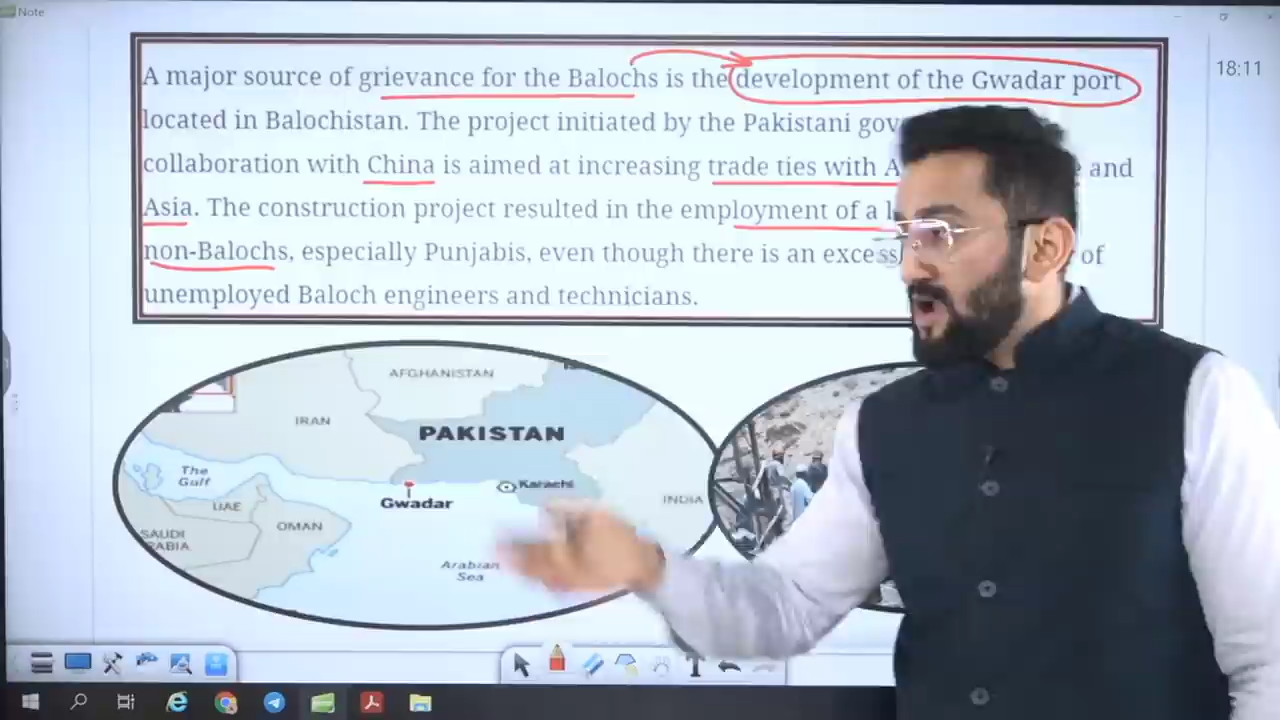 Note
18:11
A major source of grievance for the Balochs is the development of the Gwadar port
located in Balochistan. The project initiated by the Pakistani
collaboration with China is aimed at increasing trade ties with and
Asia. The construction project resulted in the employment of a
non-Balochs, especially Punjabis, even though there is an of
unemployed Baloch engineers and technicians.
AFGHANISTAN
IRAN
PAKISTAN
The
Gulf
Karachi
Gwadar
INDIA
UAE
OMAN
SAUDI
Arabian
Sea